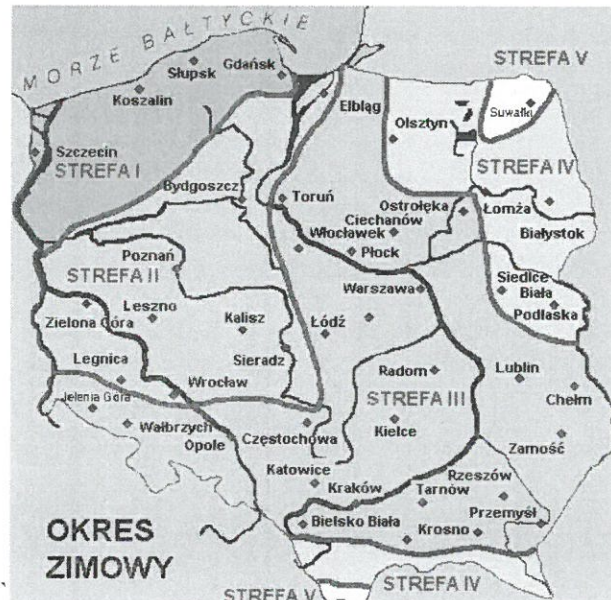 MORZE BAŁTYCKIE
STREFA V
Gdańsk
Słupsk
Koszalin
Elbląg
Suwałki
Olsztyn
Szczecin
STREFA I
STREFA IV
Bydgoszcz
Toruń
Ostrołęka
Łomża
Ciechanów
Włocławek
Białystok
Płock
Poznań
STREFA II
Warszawa
Siedlce
Biała
Podlaska
Leszno
Zielona Góra
Kalisz
Łódź
Sieradz
Legnica
Radom
Lublin
Wrocław
Chełm
Jelenia Góra
STREFA III
Wałbrzych
Częstochowa
Kielce
Opole
Zamość
Katowice
Rzeszów
Kraków
Tarnów
Przemyśl
OKRES
ZIMOWY
Bielsko Biała
Krosno
STREFA IV
STREFA V